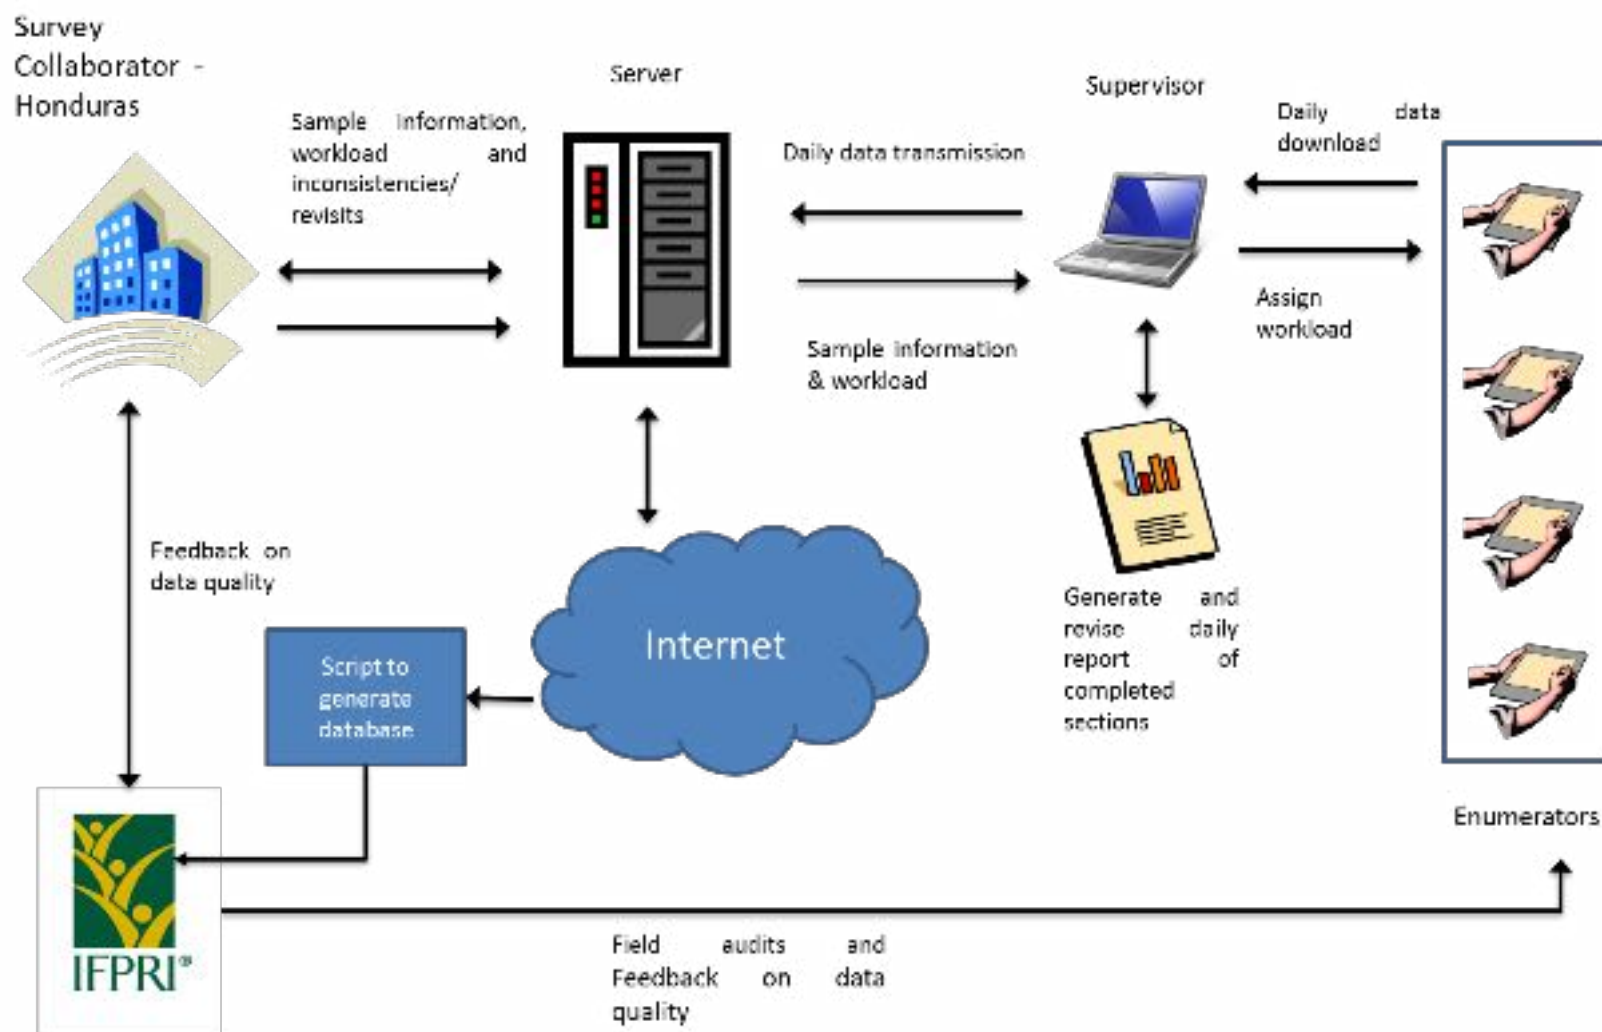 Survey
Collaborator -
Honduras
Server
Supervisor
Sample information,
workload and
inconsistencies/
revisits
Daily data transmission
Daily data
download
Sample information
& workload
Assign
workload
Feedback on
data quality
Internet
Script to
generate
database
Generate and
revise daily
report of
completed
sections
Enumerators
IFPRI®
Field audits and
Feedback on data
quality